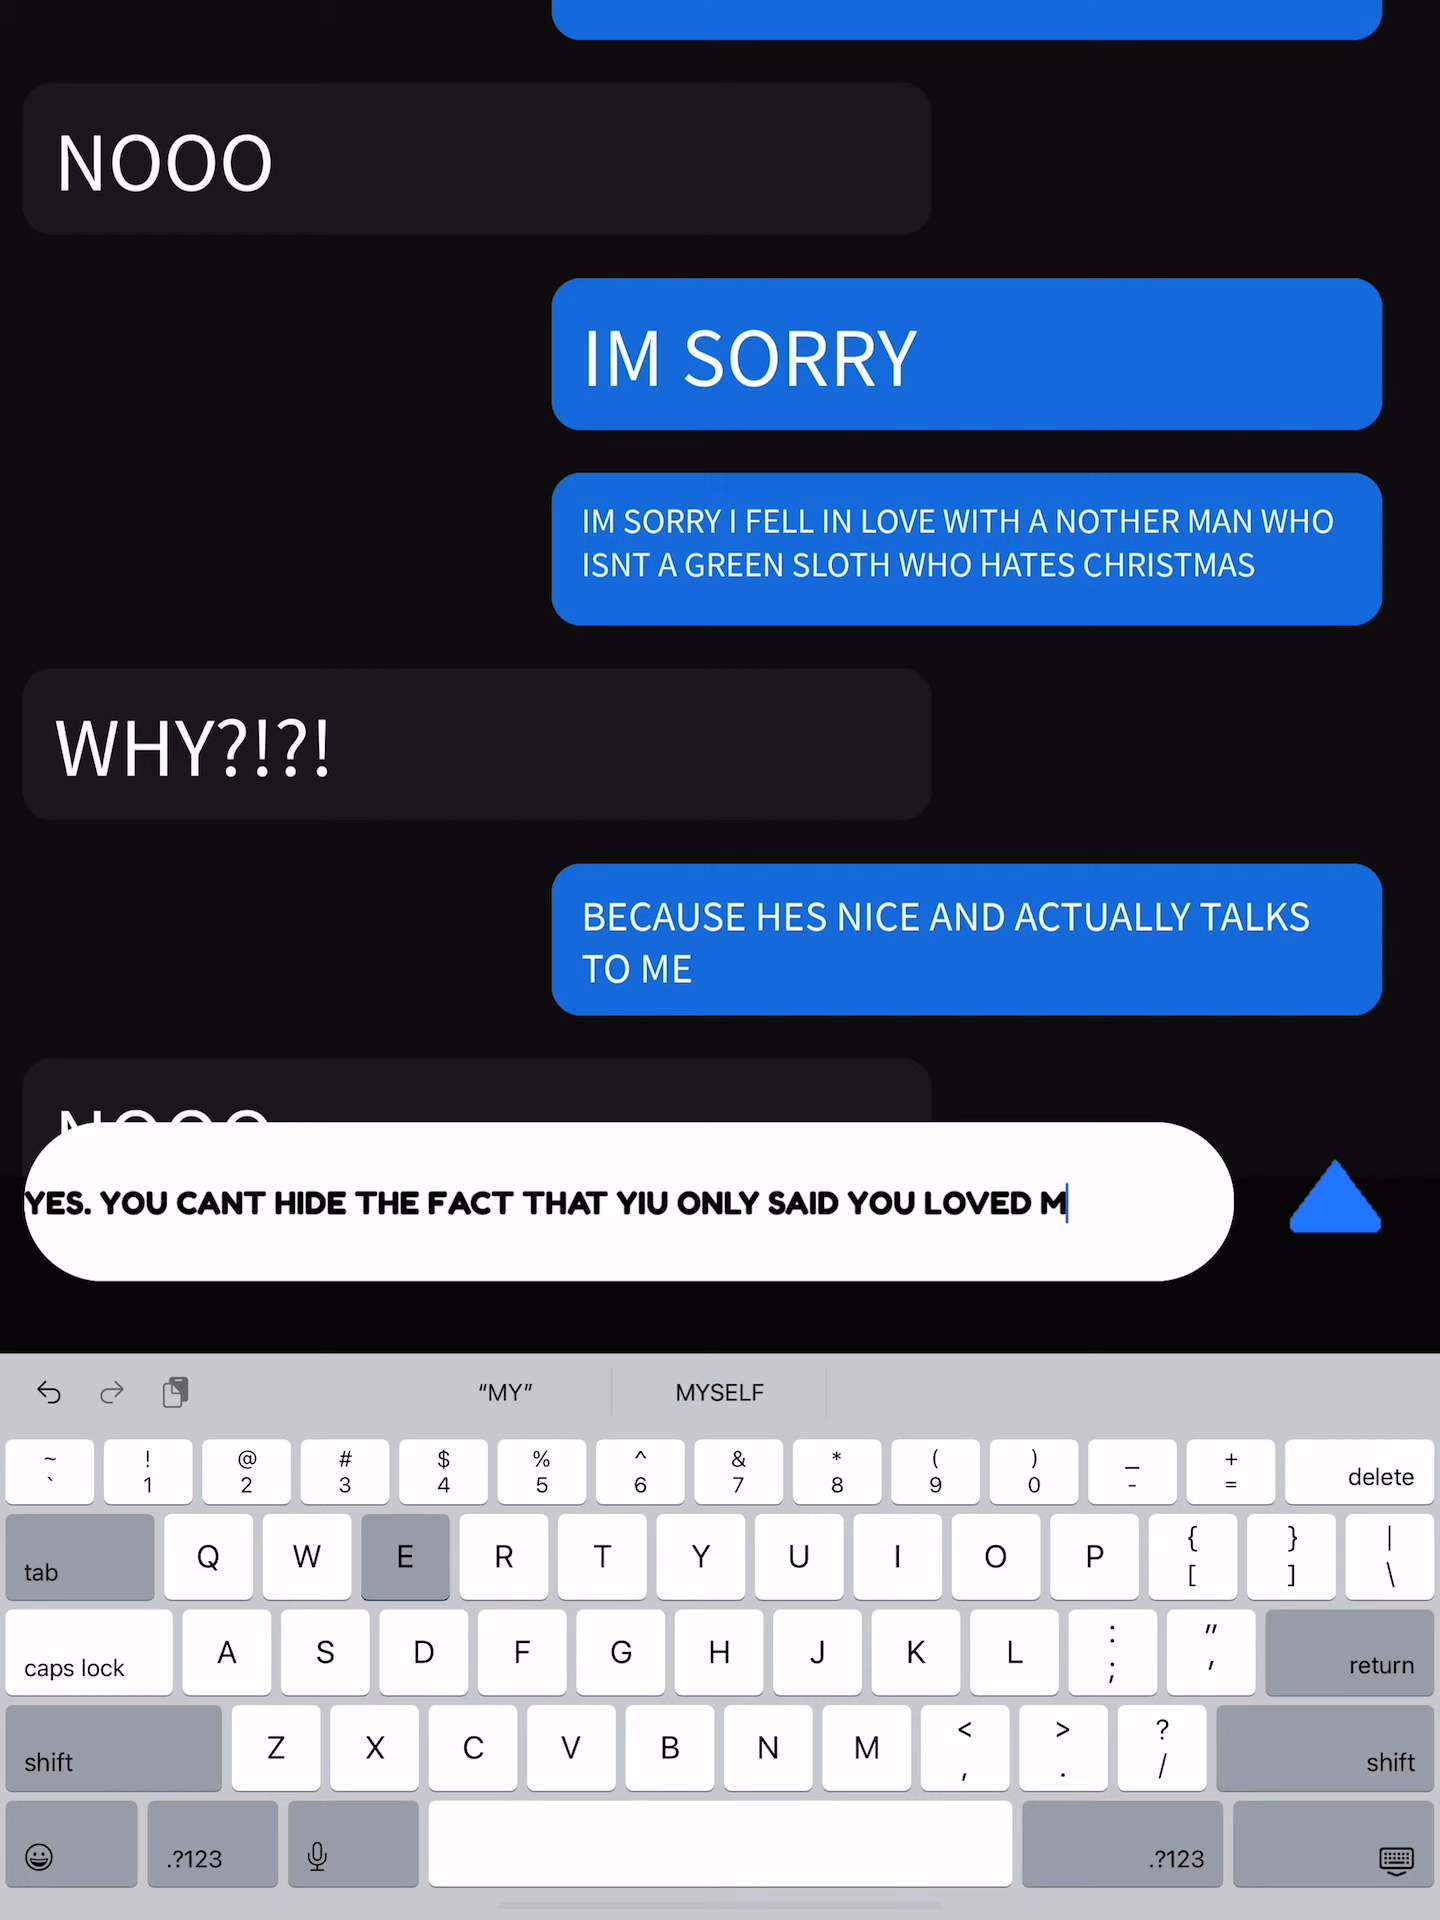 NOOO
IM SORRY
IM SORRY I FELL IN LOVE WITH A NOTHER MAN WHO
ISNT A GREEN SLOTH WHO HATES CHRISTMAS
WHY?!?!
BECAUSE HES NICE AND ACTUALLY TALKS
TO ME
NOOO
YES. YOU CANT HIDE THE FACT THAT YIU ONLY SAID YOU LOVED M
“MY” MYSELF
~ ! @ # $ % ^ & * ( ) _ +
` 1 2 3 4 5 6 7 8 9 0 - = delete
tab Q W E R T Y U I O P { [ } ] | \
caps lock A S D F G H J K L : ; " ' return
shift Z X C V B N M < , > . ? / shift
.?123 .?123